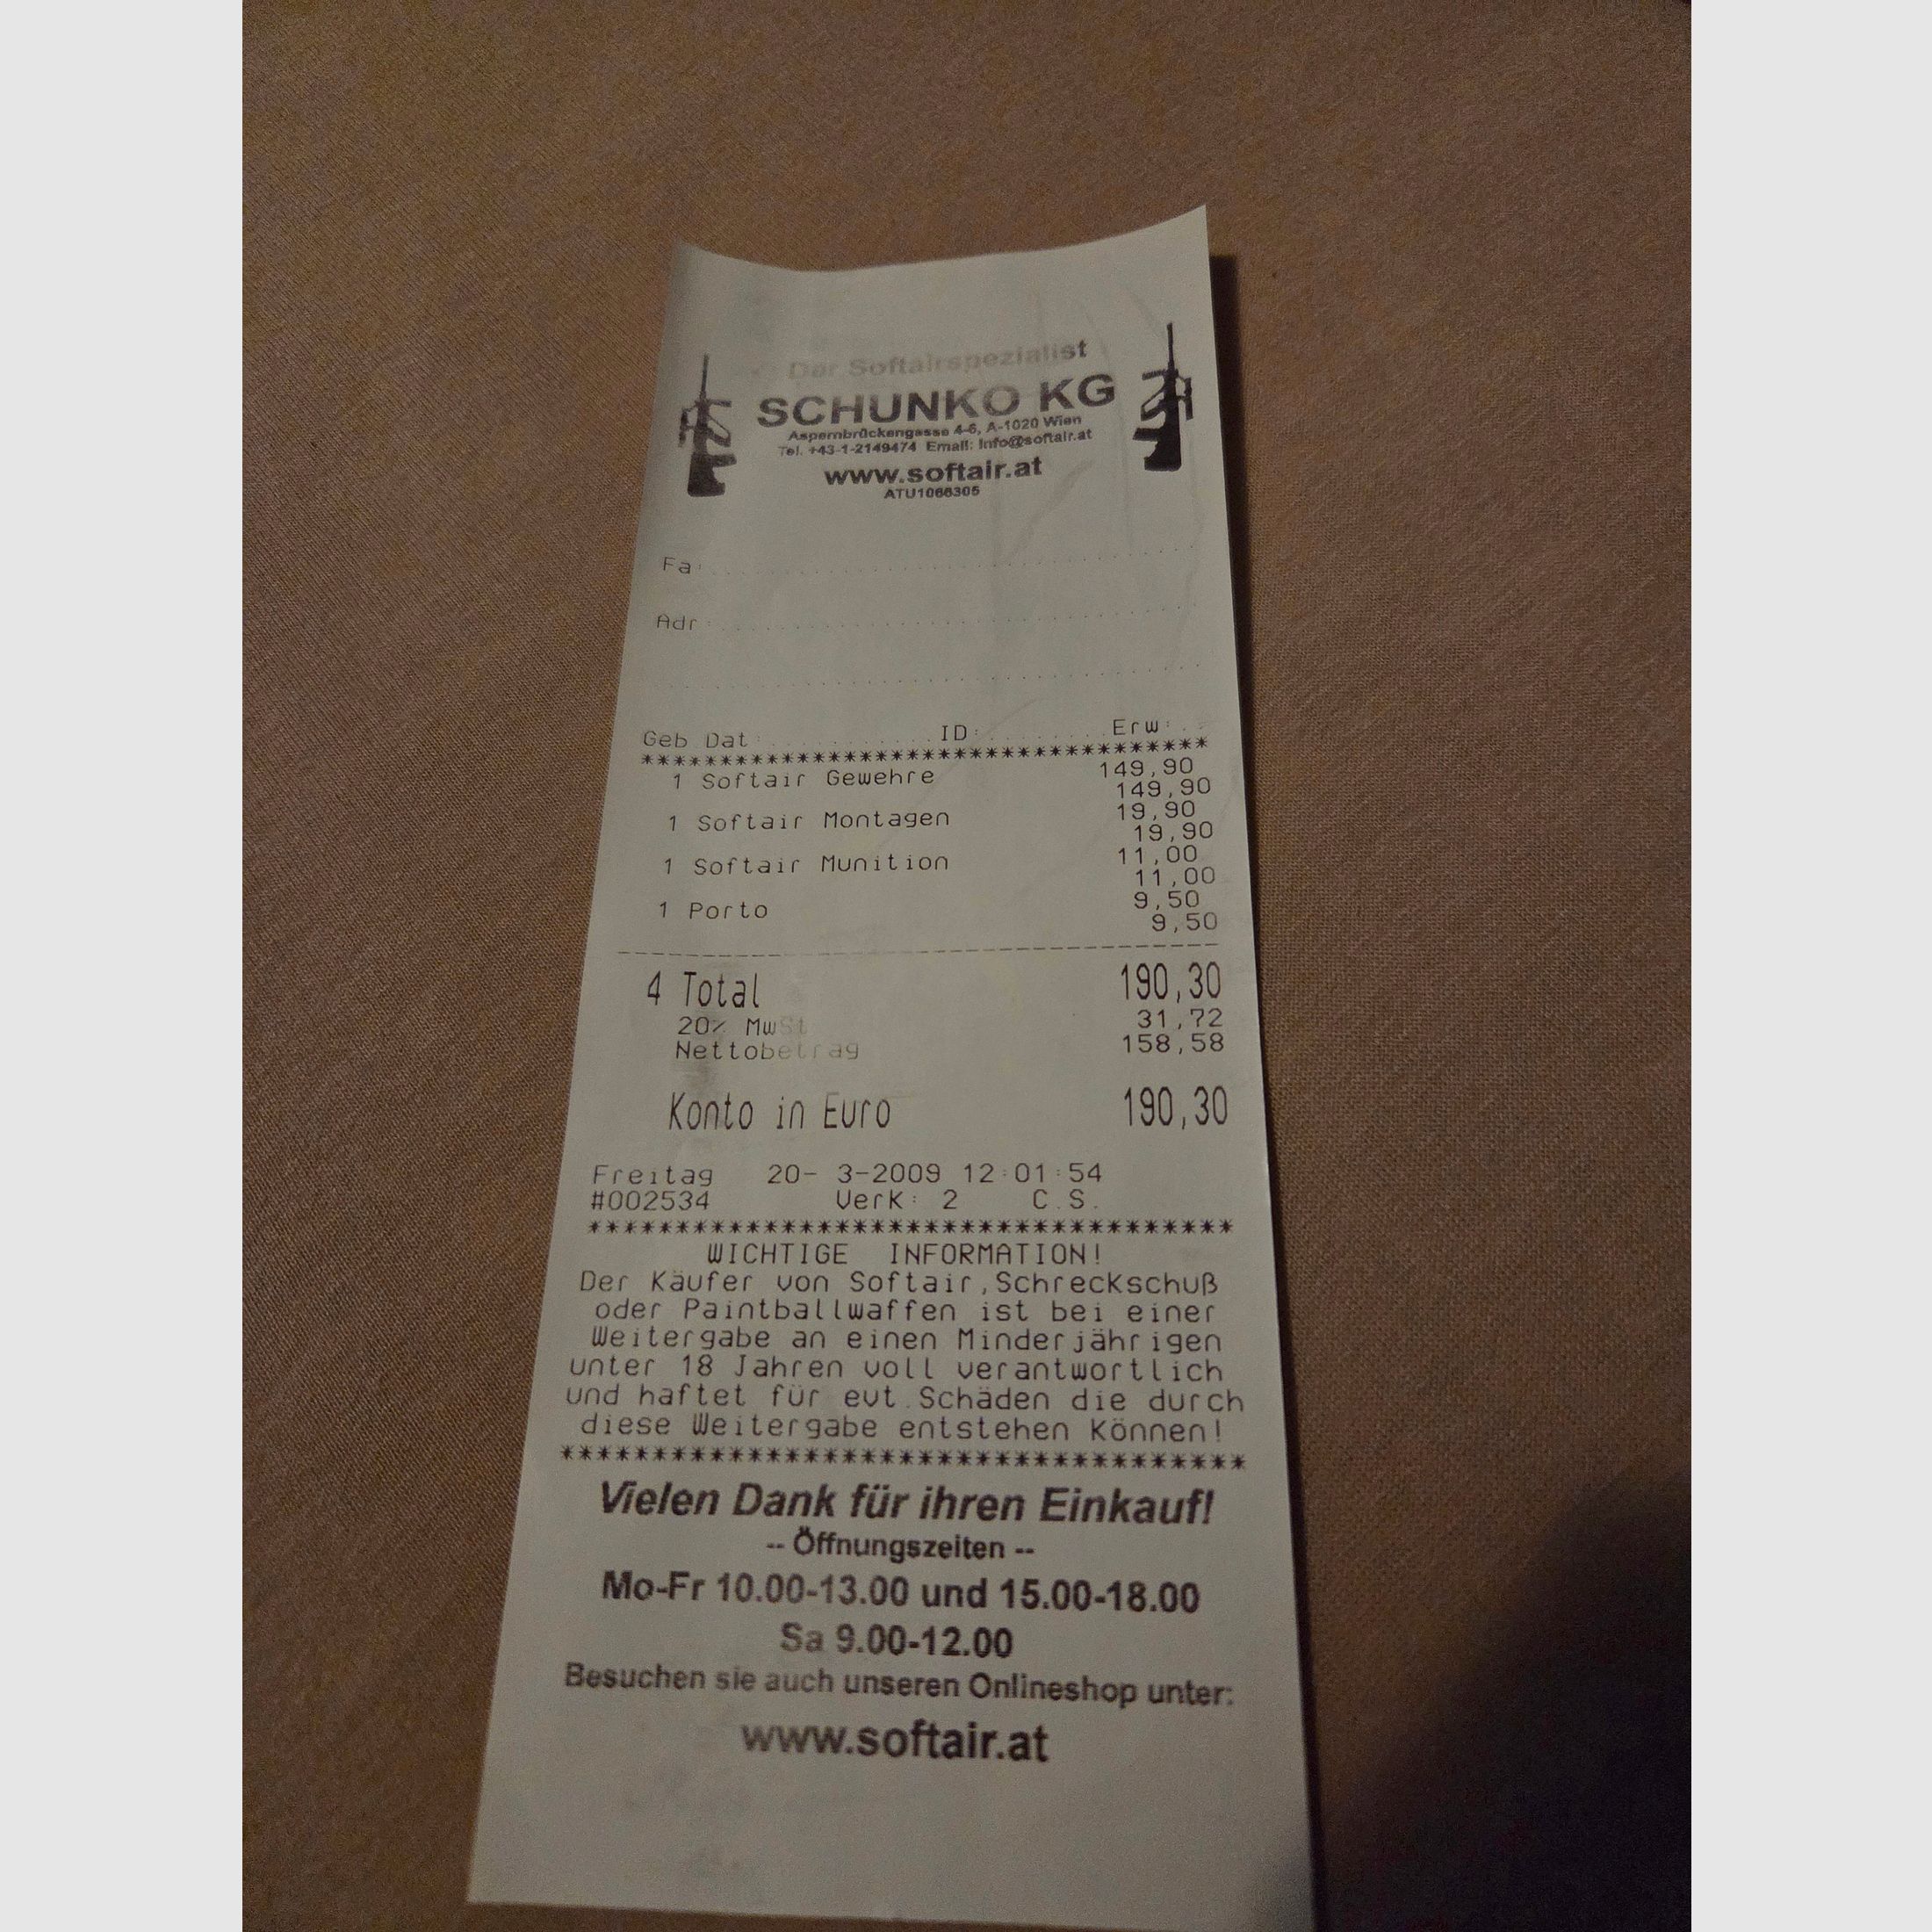 Der Softairspezialist
SCHUNKO KG
Aspernbrückengasse 4-6, A-1020 Wien
Tel. +43-1-2149474 Email: Info@softair.at
www.softair.at
ATU1066305
Fa:
Adr:
Geb.Dat: ID: Erw:
***********************************
1 Softair Gewehre 149,90
149,90
1 Softair Montagen 19,90
19,90
1 Softair Munition 11,00
11,00
1 Porto 9,50
9,50
4 Total 190,30
20% MwSt 31,72
Nettobetrag 158,58
Konto in Euro 190,30
Freitag 20- 3-2009 12:01:54
#002534 Verk: 2 C.S.
***********************************
WICHTIGE INFORMATION!
Der Käufer von Softair,Schreckschuß
oder Paintballwaffen ist bei einer
Weitergabe an einen Minderjährigen
unter 18 Jahren voll verantwortlich
und haftet für evt.Schäden die durch
diese Weitergabe entstehen können!
***********************************
Vielen Dank für ihren Einkauf!
-- Öffnungszeiten --
Mo-Fr 10.00-13.00 und 15.00-18.00
Sa 9.00-12.00
Besuchen sie auch unseren Onlineshop unter:
www.softair.at